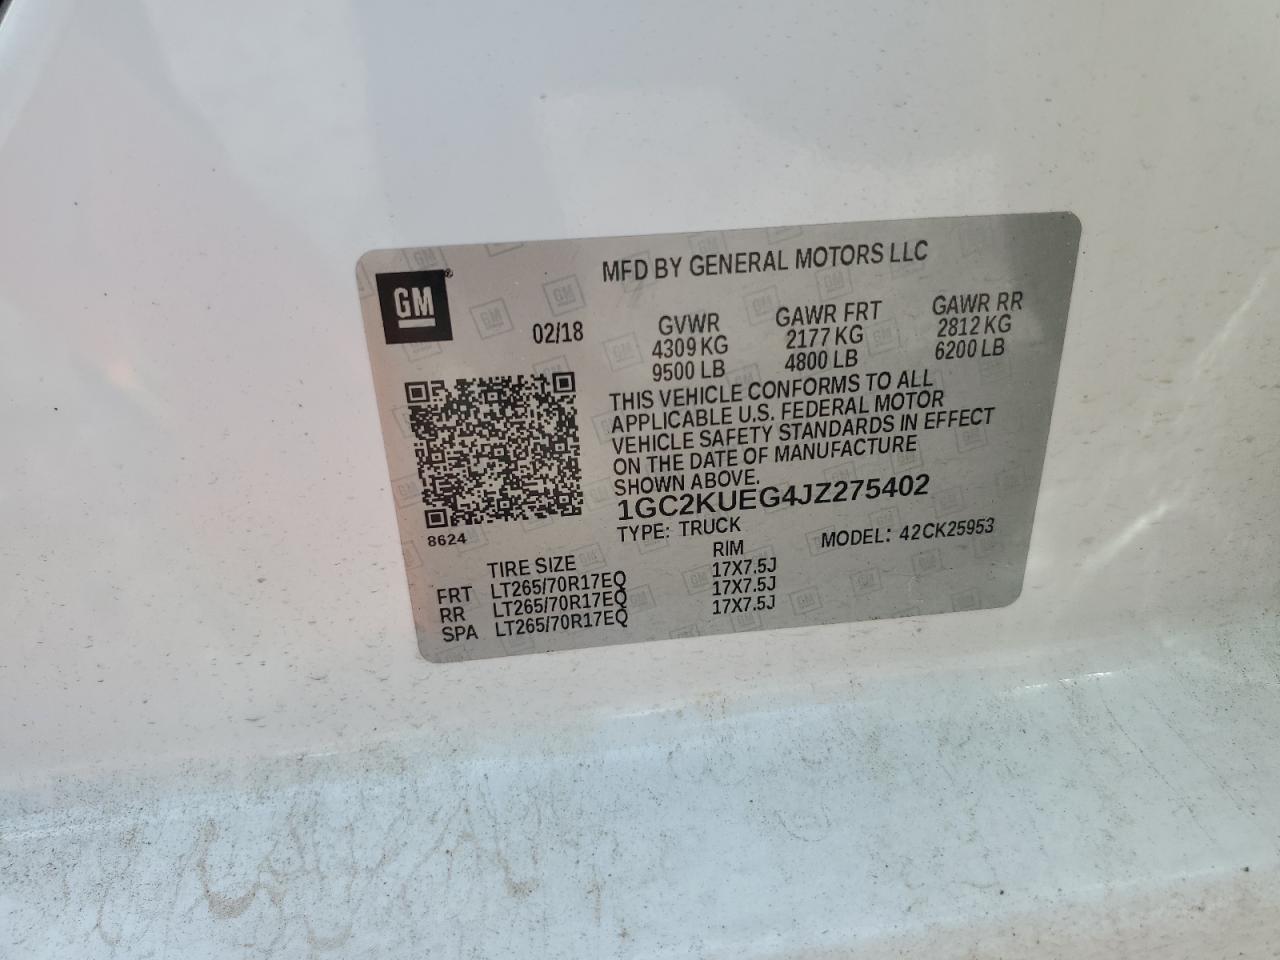 GM®
MFD BY GENERAL MOTORS LLC
02/18
GVWR GAWR FRT GAWR RR
4309 KG 2177 KG 2812 KG
9500 LB 4800 LB 6200 LB
THIS VEHICLE CONFORMS TO ALL
APPLICABLE U.S. FEDERAL MOTOR
VEHICLE SAFETY STANDARDS IN EFFECT
ON THE DATE OF MANUFACTURE
SHOWN ABOVE.
1GC2KUEG4JZ275402
8624
TYPE: TRUCK MODEL: 42CK25953
TIRE SIZE RIM
FRT LT265/70R17EQ 17X7.5J
RR LT265/70R17EQ 17X7.5J
SPA LT265/70R17EQ 17X7.5J